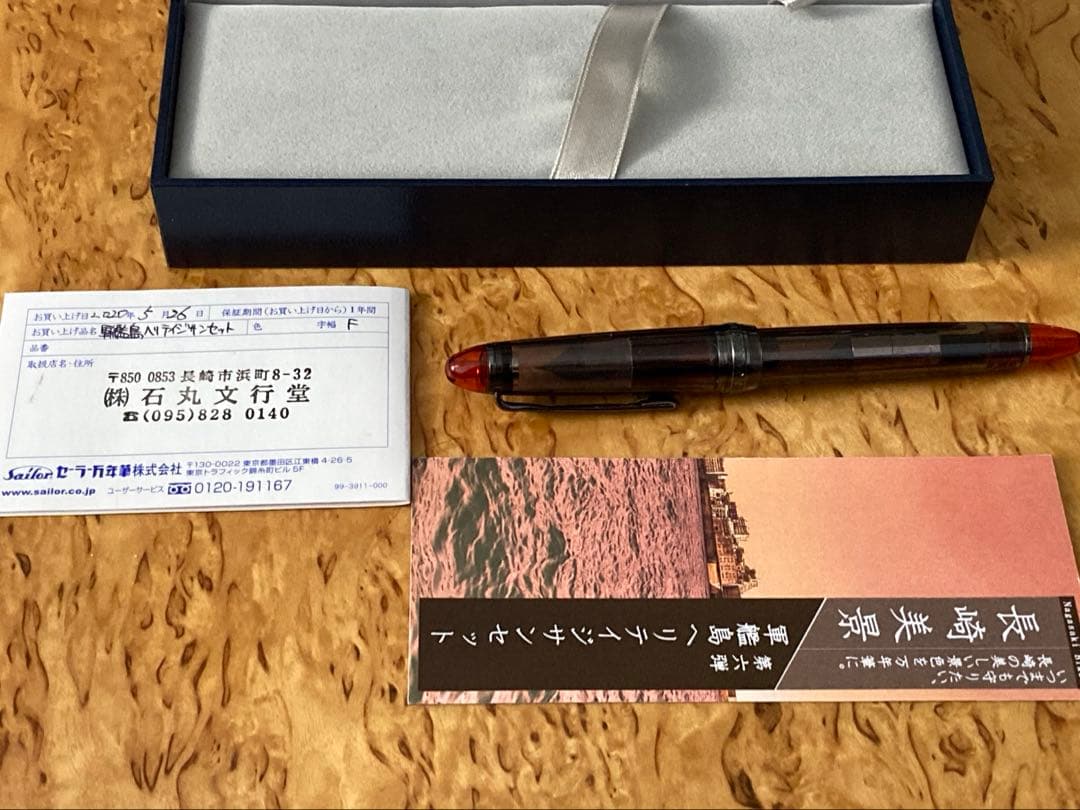 お買い上げ日 2020年 5月 26日 保証期間(お買い上げ日から)1年間
お買い上げ品名 軍艦島ヘリテイジサンセット 色 字幅 F
品番
取扱店名・住所
〒850 0853 長崎市浜町8-32
(株)石丸文行堂
☎(095)828 0140
Sailor セーラー万年筆株式会社 〒130-0022 東京都墨田区江東橋 4-26-5
東京トラフィック錦糸町ビル 5F
www.sailor.co.jp ユーザーサービス 0120-191167 99-3911-000
Nagasaki
長崎美景
いつまでも守りたい、
長崎の美しい景色を万年筆に。
第六弾
軍艦島ヘリテイジサンセット